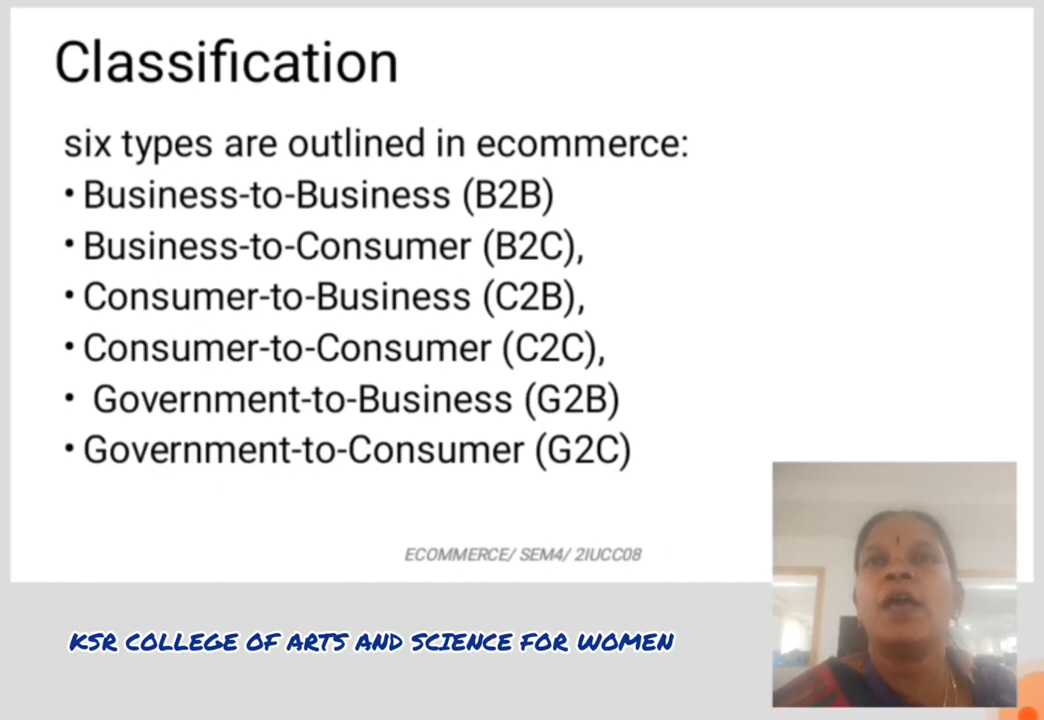 Classification
six types are outlined in ecommerce:
• Business-to-Business (B2B)
• Business-to-Consumer (B2C),
• Consumer-to-Business (C2B),
• Consumer-to-Consumer (C2C),
• Government-to-Business (G2B)
• Government-to-Consumer (G2C)
ECOMMERCE/ SEM4/ 2IUCC08
KSR COLLEGE OF ARTS AND SCIENCE FOR WOMEN